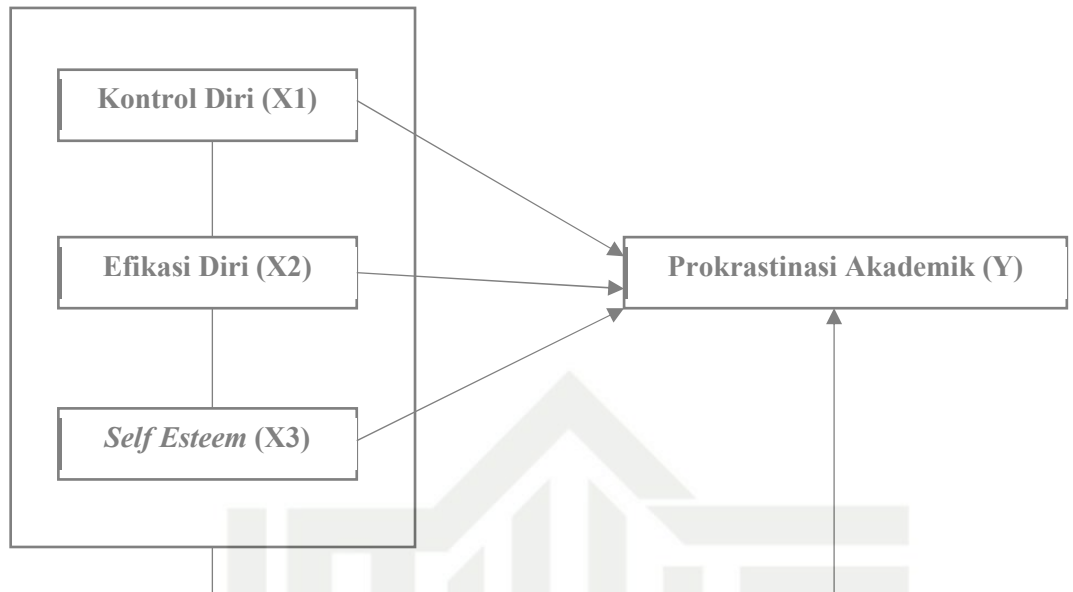 Kontrol Diri (X1)
Efikasi Diri (X2)
Prokrastinasi Akademik (Y)
Self Esteem (X3)